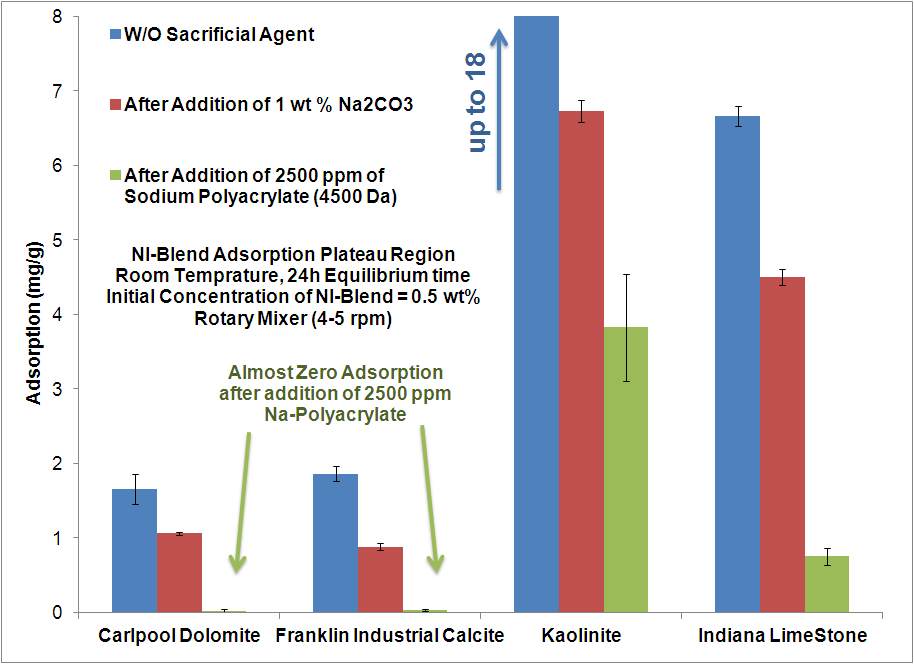 8
7
6
5
4
3
2
1
0
Adsorption (mg/g)
W/O Sacrificial Agent
After Addition of 1 wt % Na2CO3
After Addition of 2500 ppm of
Sodium Polyacrylate (4500 Da)
NI-Blend Adsorption Plateau Region
Room Temprature, 24h Equilibrium time
Initial Concentration of NI-Blend = 0.5 wt%
Rotary Mixer (4-5 rpm)
Almost Zero Adsorption
after addition of 2500 ppm
Na-Polyacrylate
up to 18
Carlpool Dolomite
Franklin Industrial Calcite
Kaolinite
Indiana LimeStone